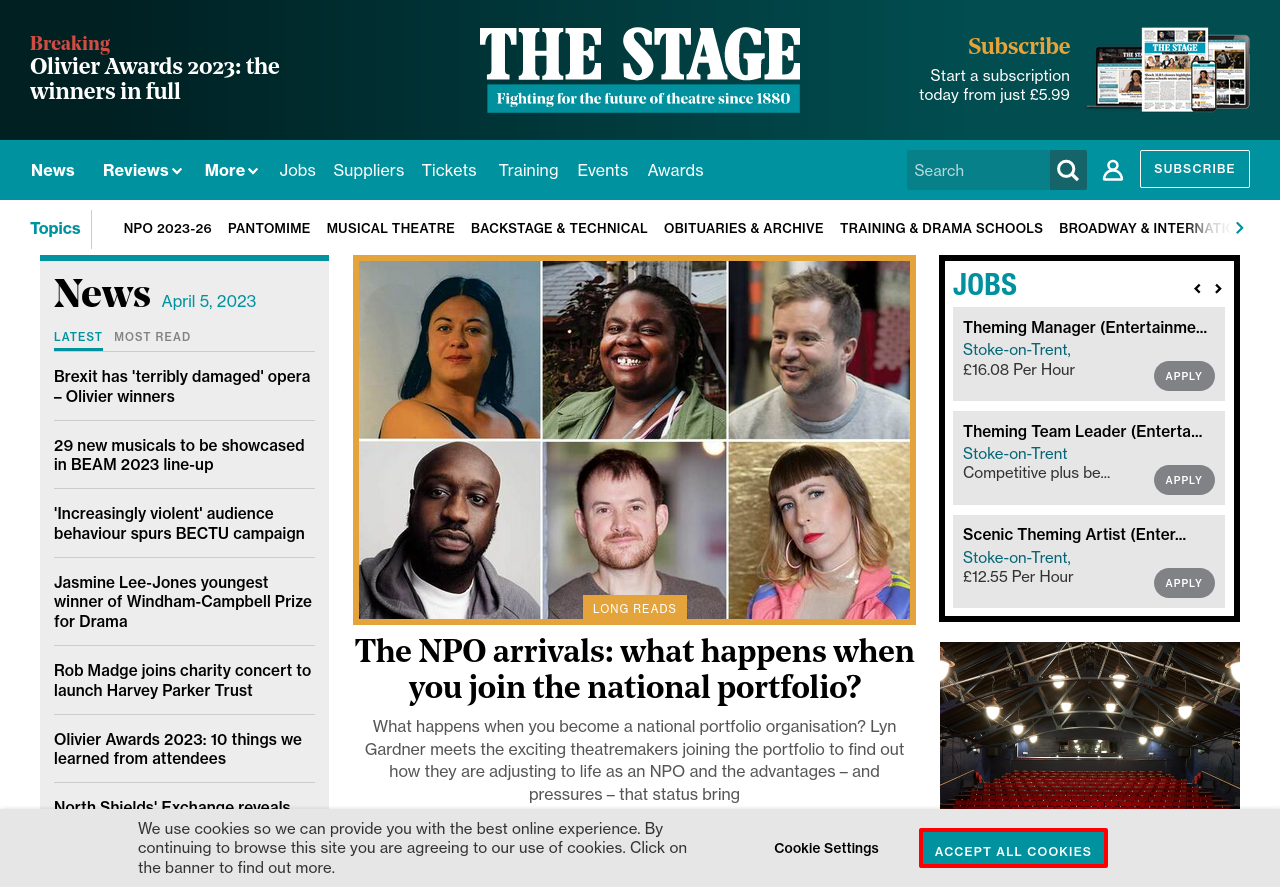 Breaking
Olivier Awards 2023: the
winners in full
THE STAGE
Fighting for the future of theatre since 1880
Subscribe
Start a subscription
today from just £5.99
THE STAGE
News
Reviews
More
Jobs
Suppliers
Tickets
Training
Events
Awards
Search
SUBSCRIBE
Topics
NPO 2023-26
PANTOMIME
MUSICAL THEATRE
BACKSTAGE & TECHNICAL
OBITUARIES & ARCHIVE
TRAINING & DRAMA SCHOOLS
BROADWAY & INTERNATIO
News April 5, 2023
LATEST
MOST READ
Brexit has 'terribly damaged' opera
– Olivier winners
29 new musicals to be showcased
in BEAM 2023 line-up
'Increasingly violent' audience
behaviour spurs BECTU campaign
Jasmine Lee-Jones youngest
winner of Windham-Campbell Prize
for Drama
Rob Madge joins charity concert to
launch Harvey Parker Trust
Olivier Awards 2023: 10 things we
learned from attendees
North Shields' Exchange reveals
LONG READS
The NPO arrivals: what happens when
you join the national portfolio?
What happens when you become a national portfolio organisation? Lyn
Gardner meets the exciting theatremakers joining the portfolio to find out
how they are adjusting to life as an NPO and the advantages – and
pressures – that status bring
JOBS
Theming Manager (Entertainme...
Stoke-on-Trent,
£16.08 Per Hour
APPLY
Theming Team Leader (Enterta...
Stoke-on-Trent
Competitive plus be...
APPLY
Scenic Theming Artist (Enter...
Stoke-on-Trent,
£12.55 Per Hour
APPLY
We use cookies so we can provide you with the best online experience. By
continuing to browse this site you are agreeing to our use of cookies. Click on
the banner to find out more.
Cookie Settings
ACCEPT ALL COOKIES